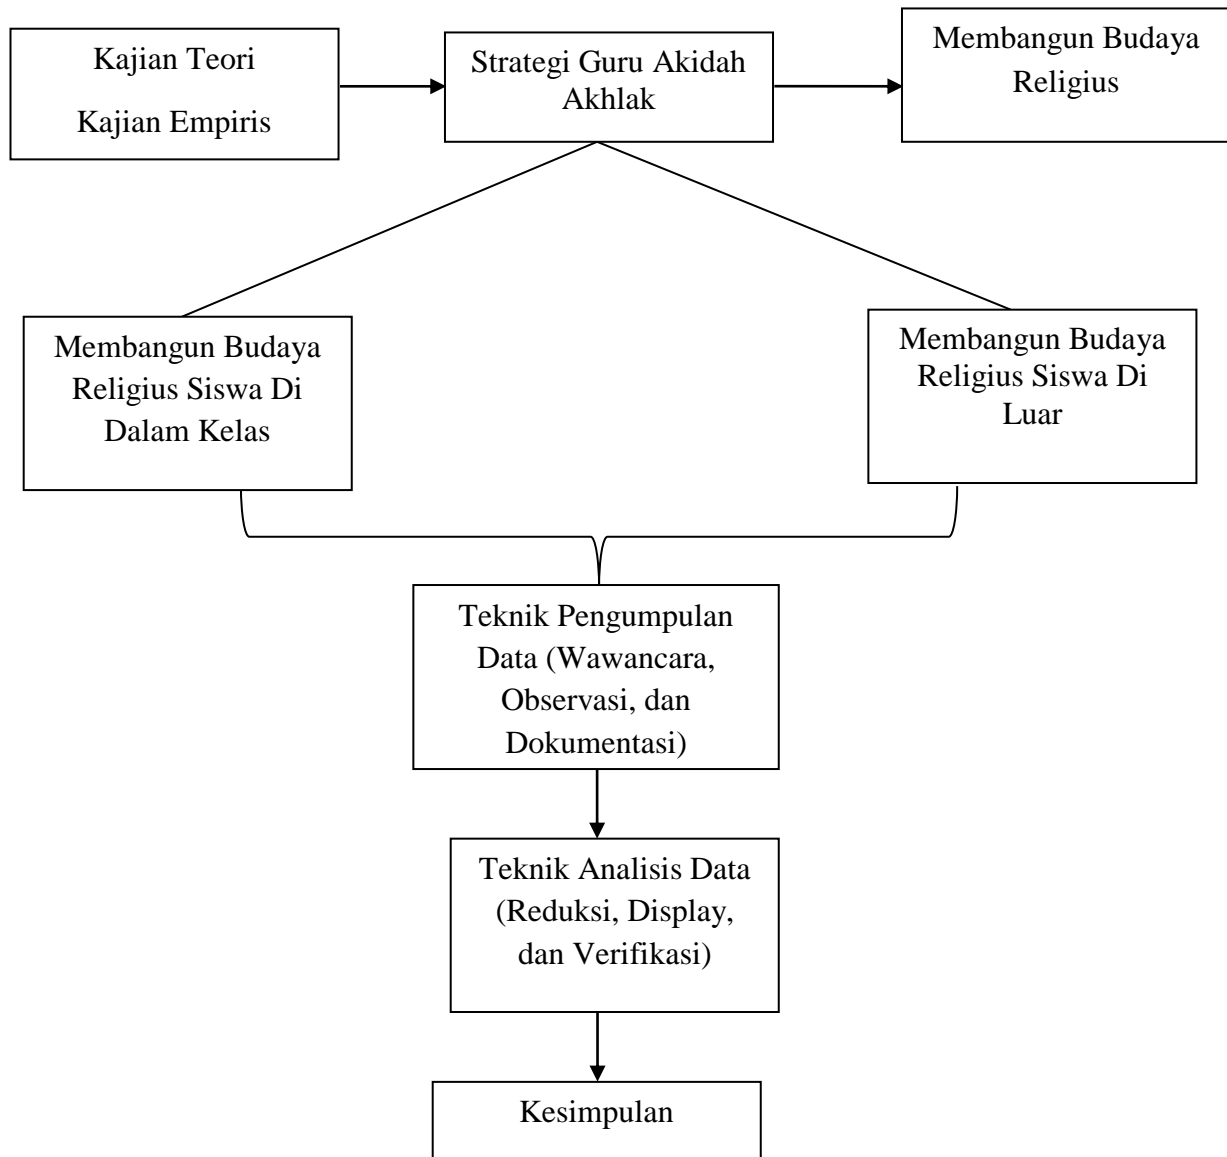 Kajian Teori
Kajian Empiris
Strategi Guru Akidah
Akhlak
Membangun Budaya
Religius
Membangun Budaya
Religius Siswa Di
Dalam Kelas
Membangun Budaya
Religius Siswa Di
Luar
Teknik Pengumpulan
Data (Wawancara,
Observasi, dan
Dokumentasi)
Teknik Analisis Data
(Reduksi, Display,
dan Verifikasi)
Kesimpulan